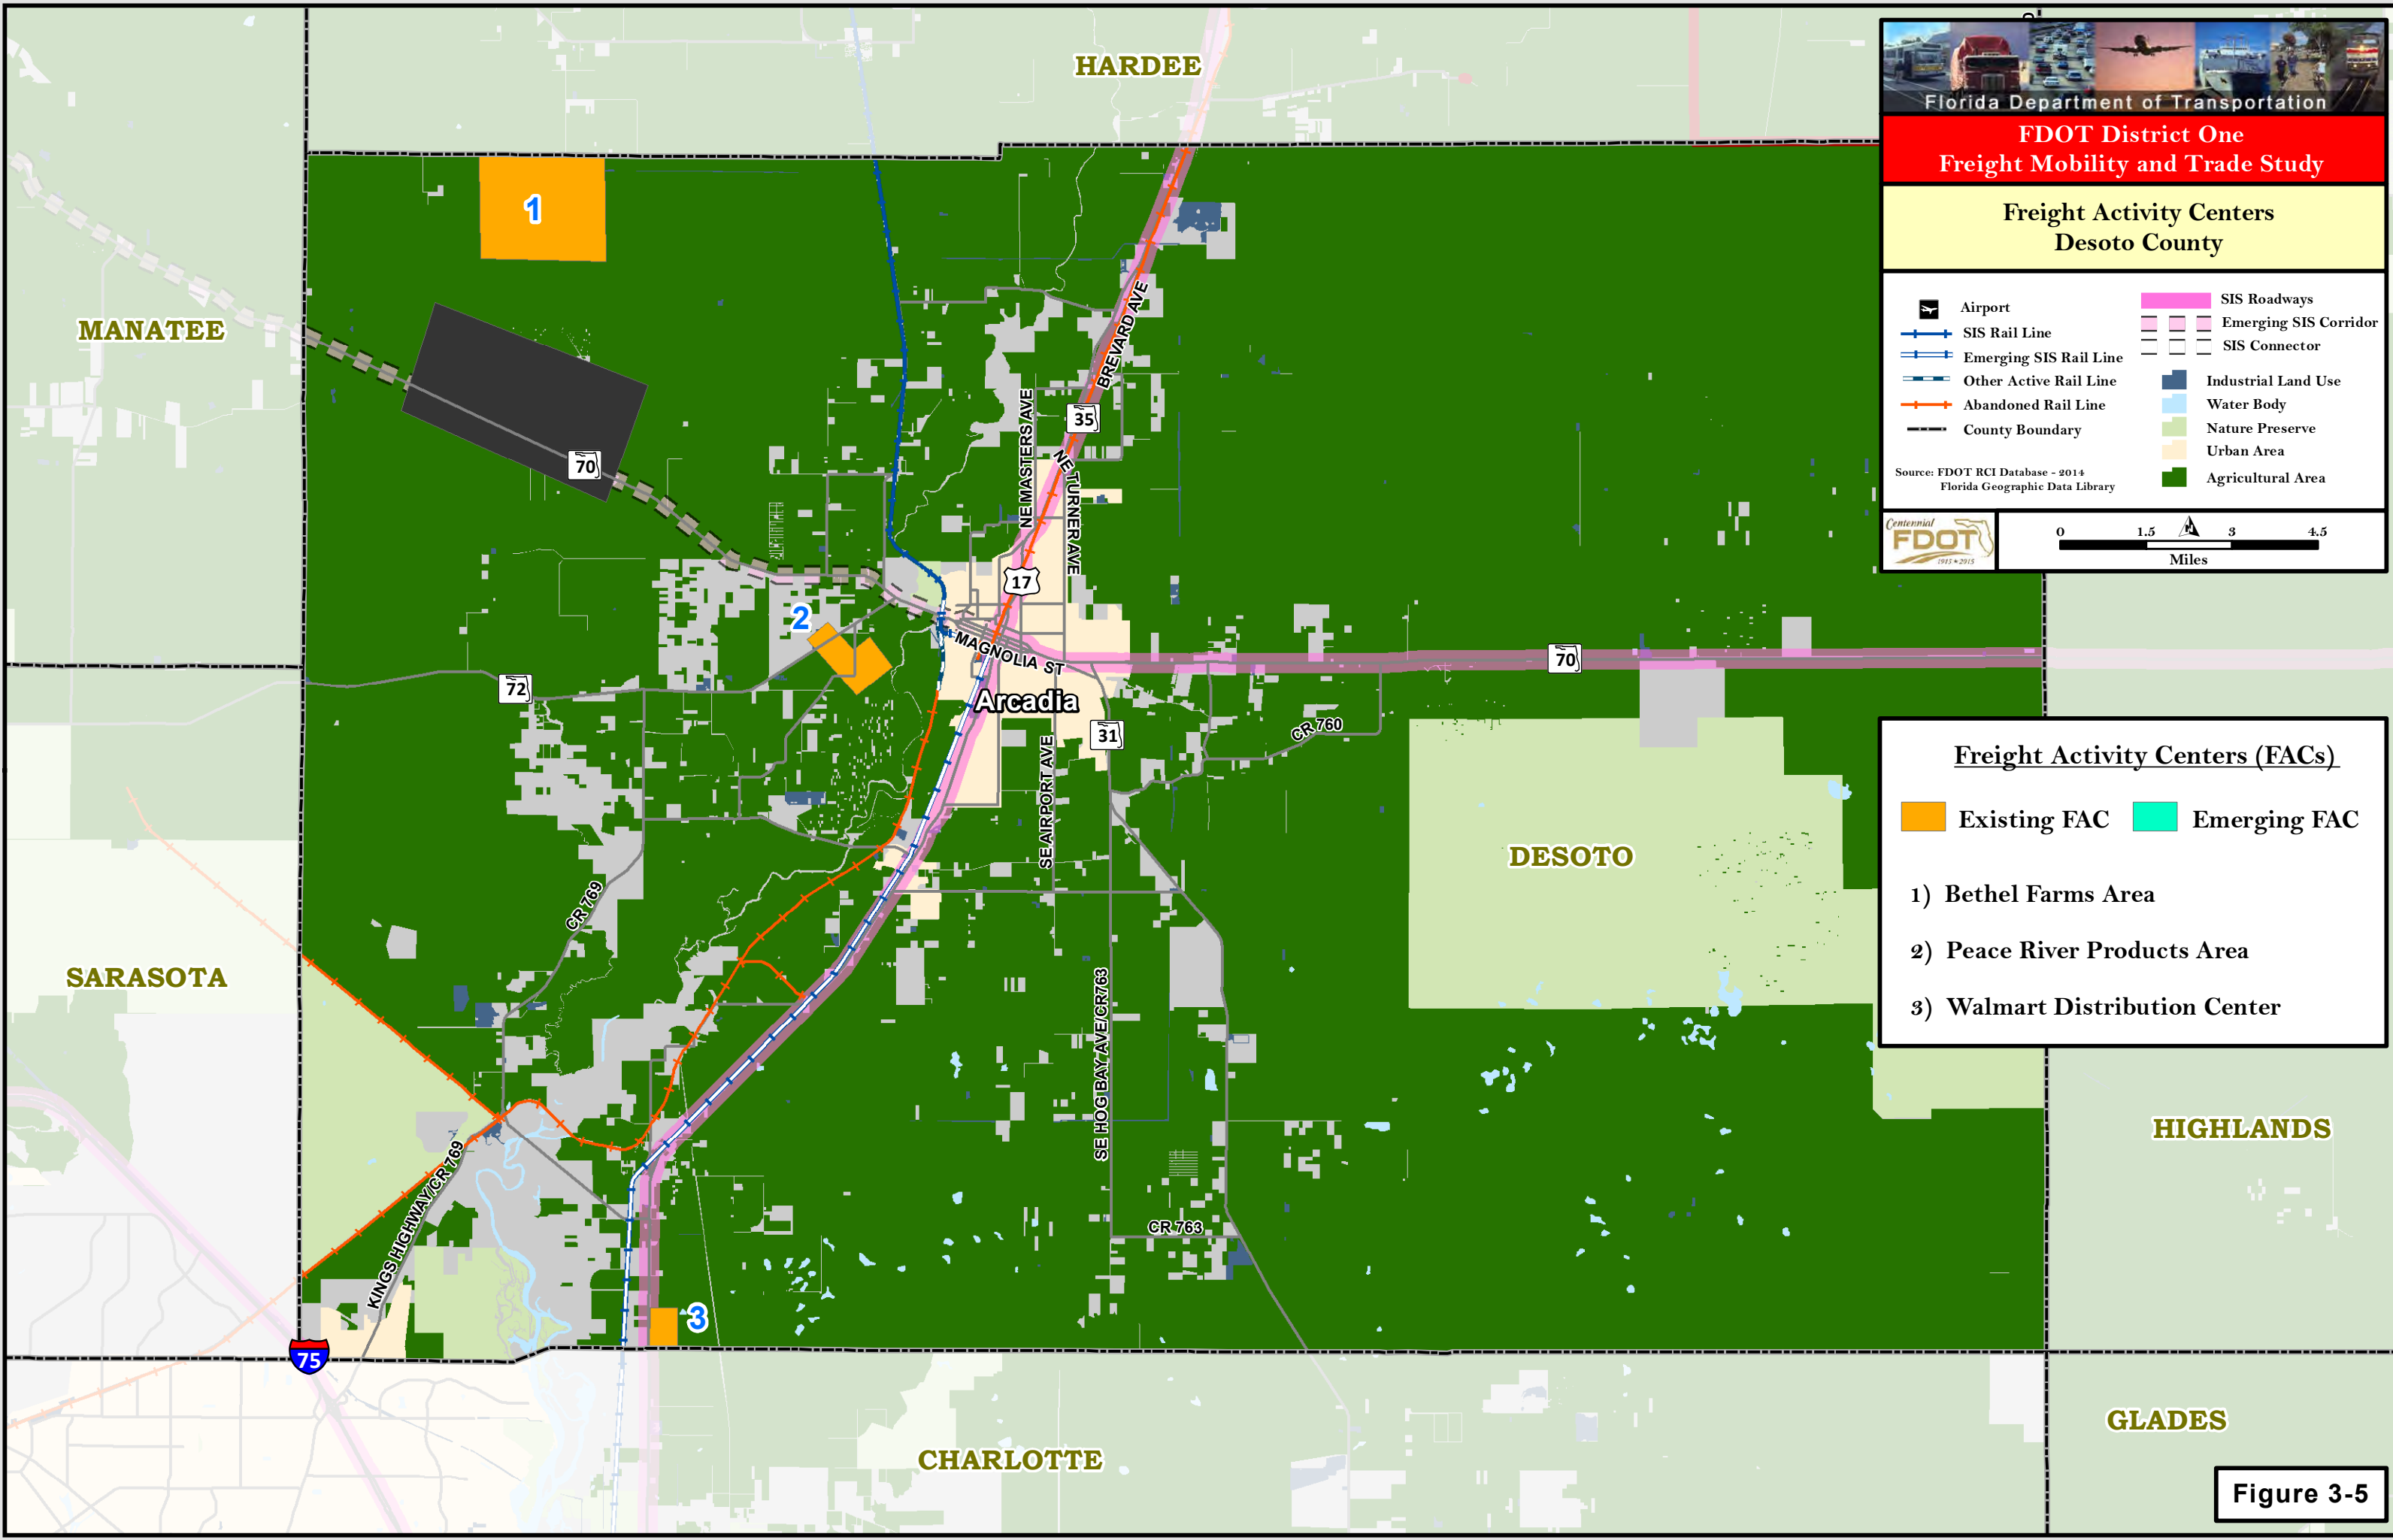 HARDEE
MANATEE
SARASOTA
DESOTO
HIGHLANDS
GLADES
CHARLOTTE
Arcadia
1
2
3
70
35
17
72
70
31
75
BREVARD AVE
NE MASTERS AVE
NE TURNER AVE
MAGNOLIA ST
SE AIRPORT AVE
CR 760
CR 769
SE HOG BAY AVE/CR763
CR 763
KINGS HIGHWAY/CR 769
Florida Department of Transportation
FDOT District One
Freight Mobility and Trade Study
Freight Activity Centers
Desoto County
Airport
SIS Rail Line
Emerging SIS Rail Line
Other Active Rail Line
Abandoned Rail Line
County Boundary
Source: FDOT RCI Database - 2014
Florida Geographic Data Library
SIS Roadways
Emerging SIS Corridor
SIS Connector
Industrial Land Use
Water Body
Nature Preserve
Urban Area
Agricultural Area
Centennial
FDOT
1915 * 2015
0 1.5 3 4.5
Miles
Freight Activity Centers (FACs)
Existing FAC
Emerging FAC
1) Bethel Farms Area
2) Peace River Products Area
3) Walmart Distribution Center
Figure 3-5